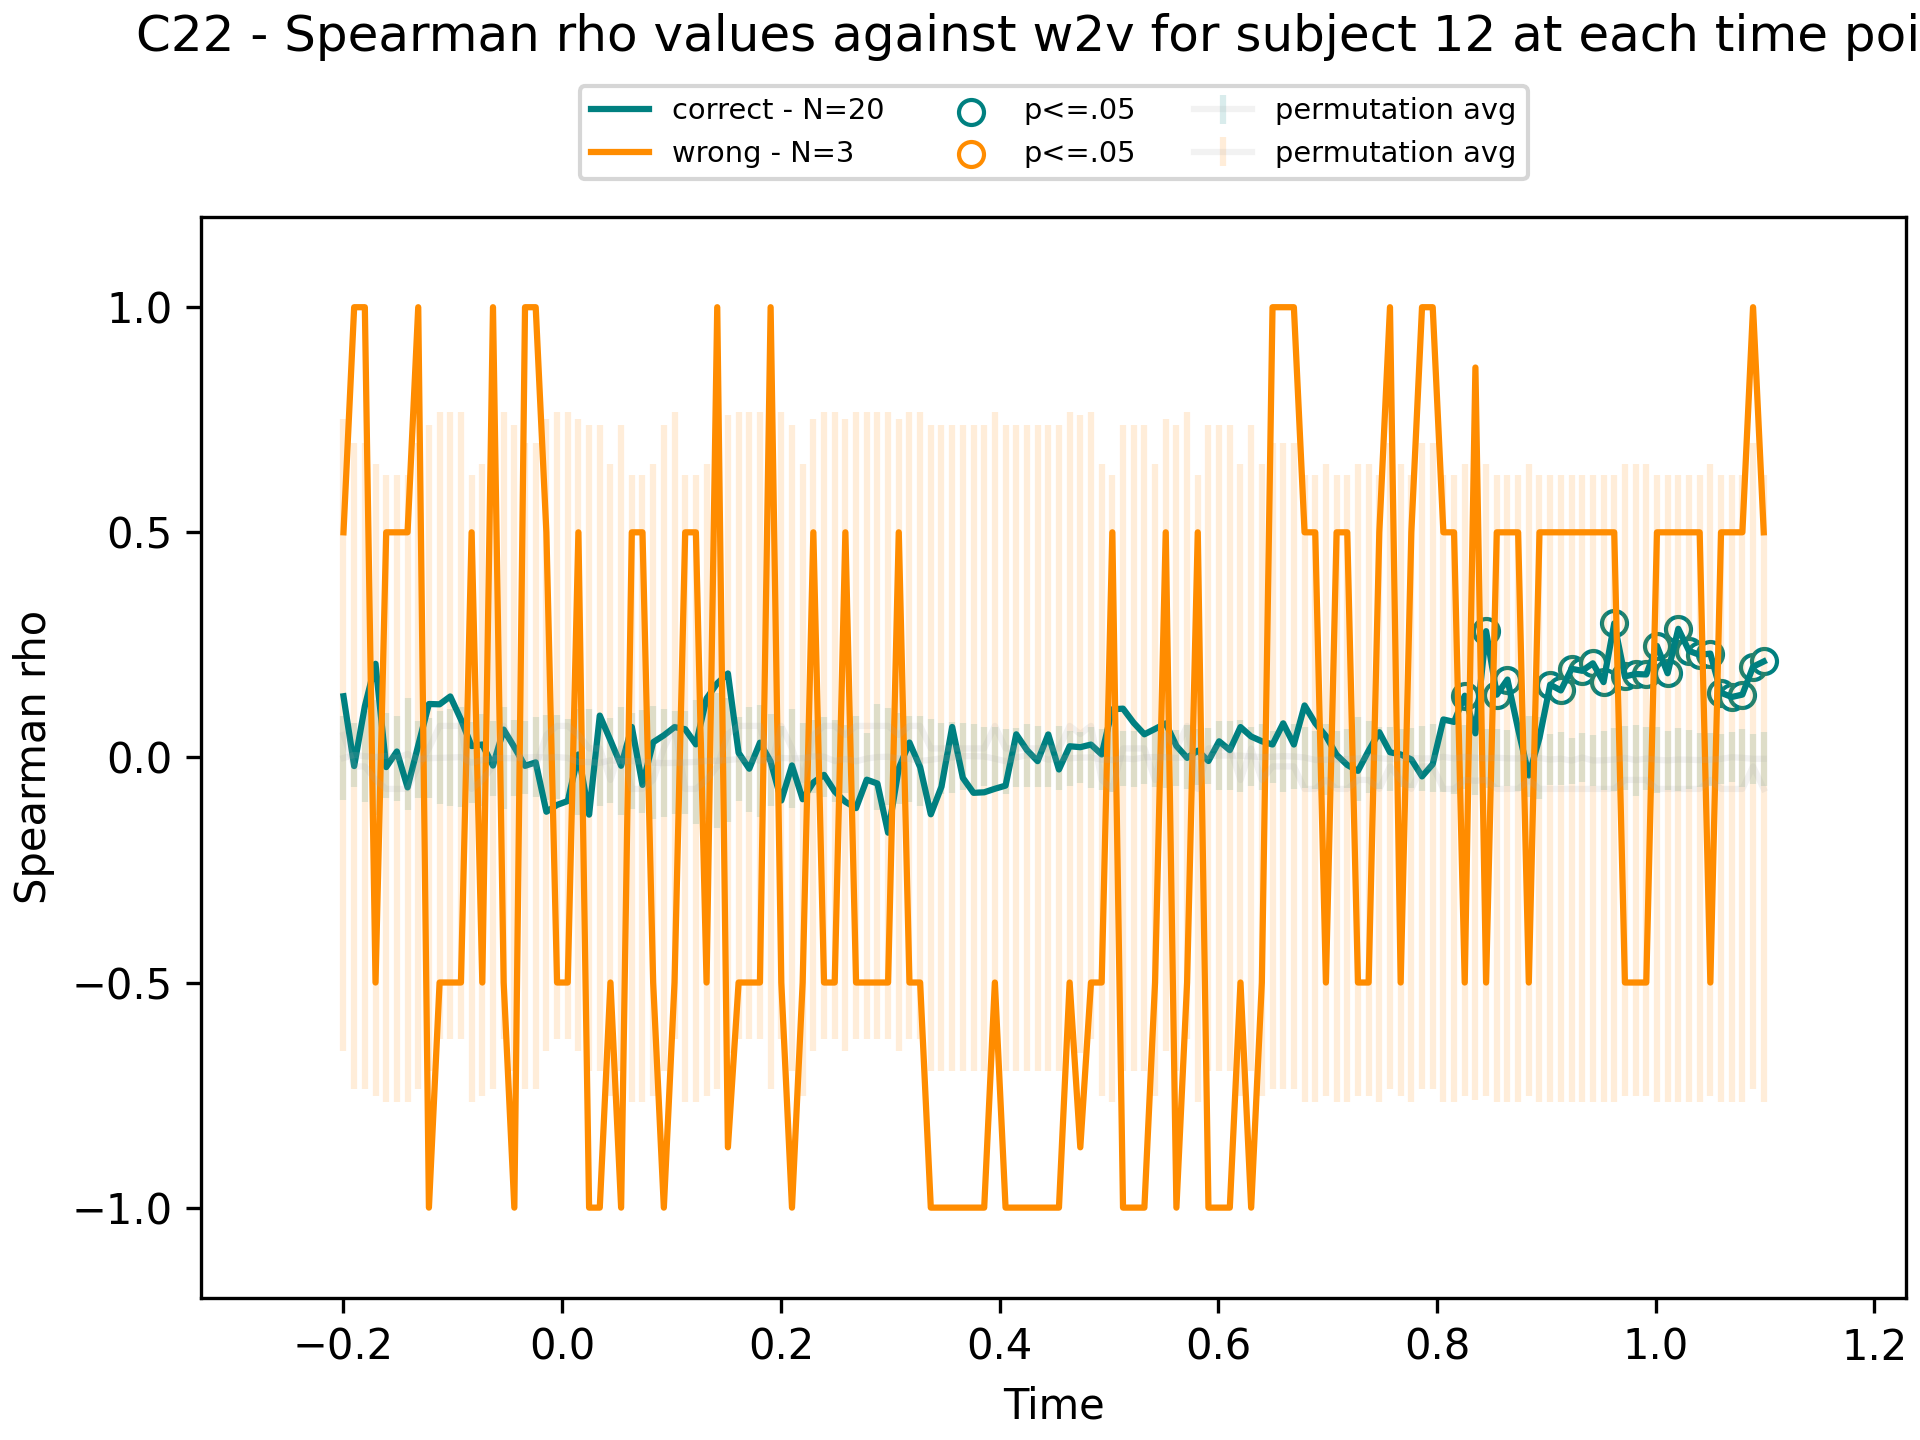 C22 - Spearman rho values against w2v for subject 12 at each time poi
correct - N=20
wrong - N=3
p<=.05
p<=.05
permutation avg
permutation avg
1.0
0.5
0.0
−0.5
−1.0
Spearman rho
−0.2 0.0 0.2 0.4 0.6 0.8 1.0 1.2
Time